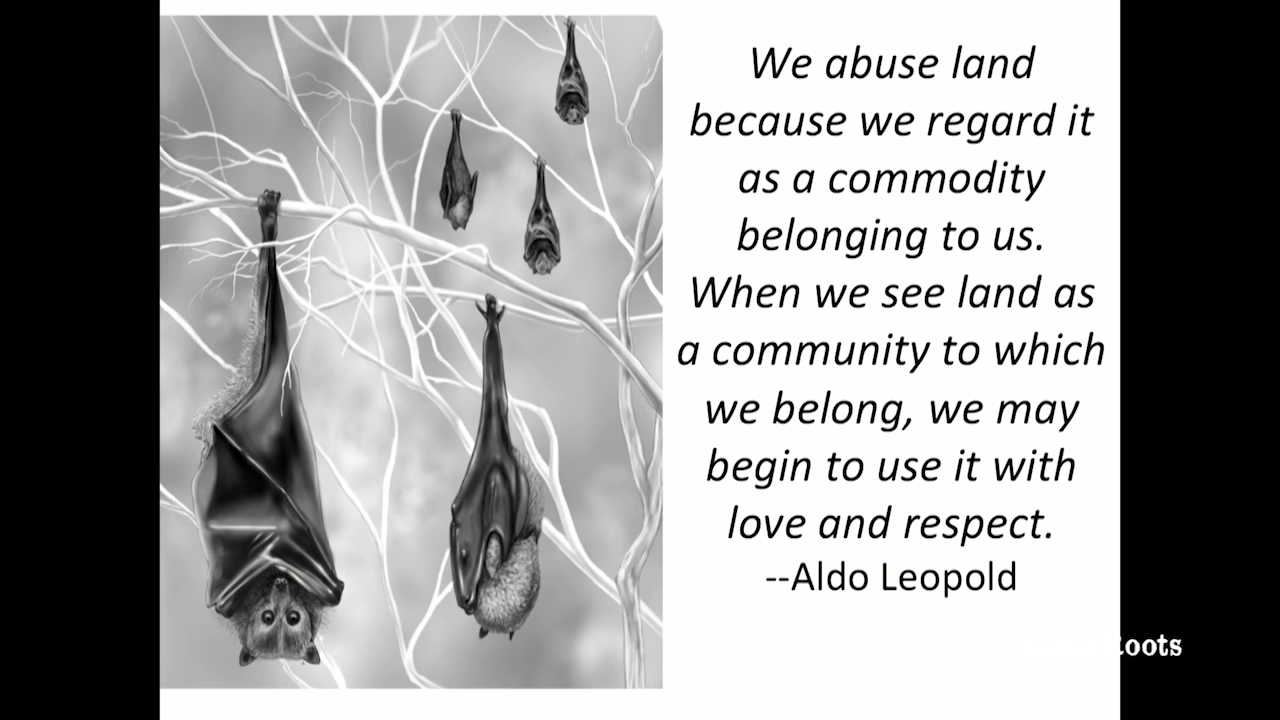 We abuse land
because we regard it
as a commodity
belonging to us.
When we see land as
a community to which
we belong, we may
begin to use it with
love and respect.
--Aldo Leopold